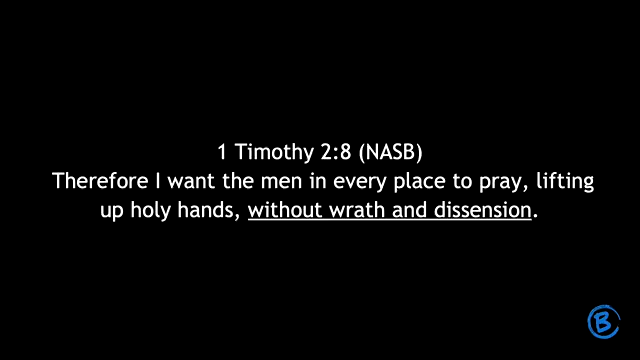 1 Timothy 2:8 (NASB)
Therefore I want the men in every place to pray, lifting
up holy hands, without wrath and dissension.
B